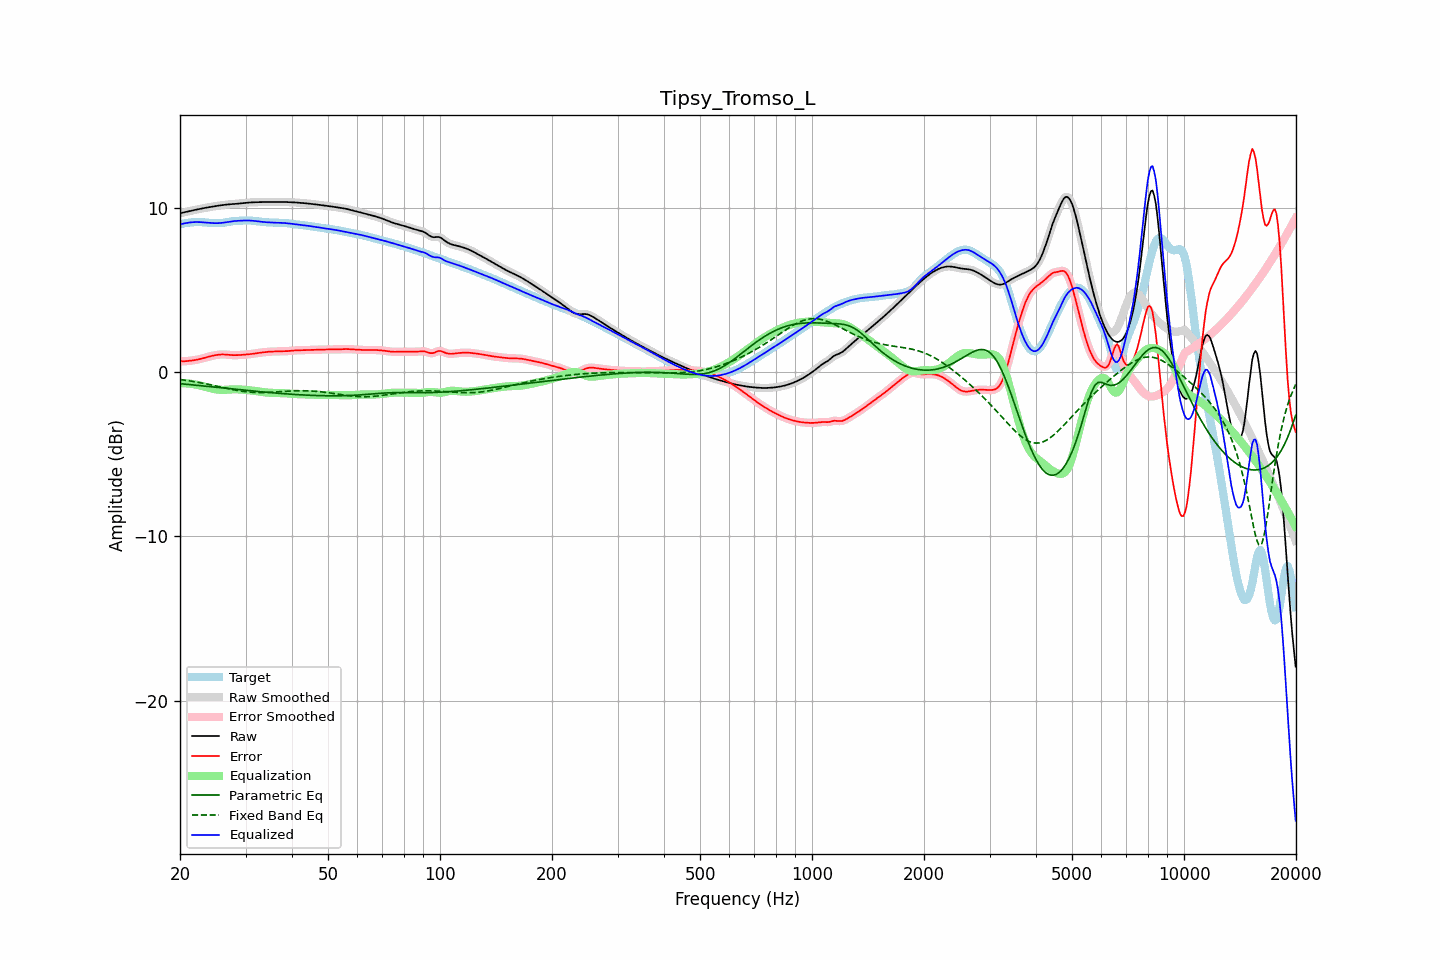 Tipsy_Tromso_L
Amplitude (dBr)
10
0
−10
−20
Target
Raw Smoothed
Error Smoothed
Raw
Error
Equalization
Parametric Eq
Fixed Band Eq
Equalized
20 50 100 200 500 1000 2000 5000 10000 20000
Frequency (Hz)